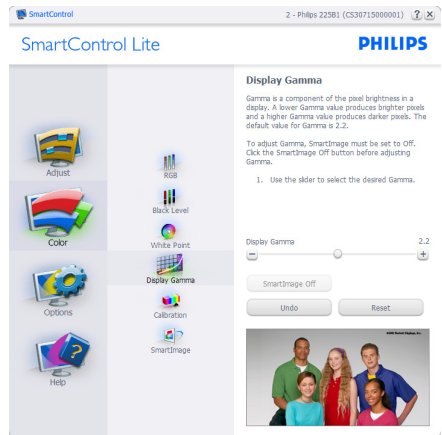 SmartControl
2 - Philips 225B1 (CS30715000001)
?
SmartControl Lite
PHILIPS
Adjust
Color
Options
Help
RGB
Black Level
White Point
Display Gamma
Calibration
SmartImage
Display Gamma
Gamma is a component of the pixel brightness in a
display. A lower Gamma value produces brighter pixels
and a higher Gamma value produces darker pixels. The
default value for Gamma is 2.2.
To adjust Gamma, SmartImage must be set to Off.
Click the SmartImage Off button before adjusting
Gamma.
1. Use the slider to select the desired Gamma.
Display Gamma 2.2
SmartImage Off
Undo Reset